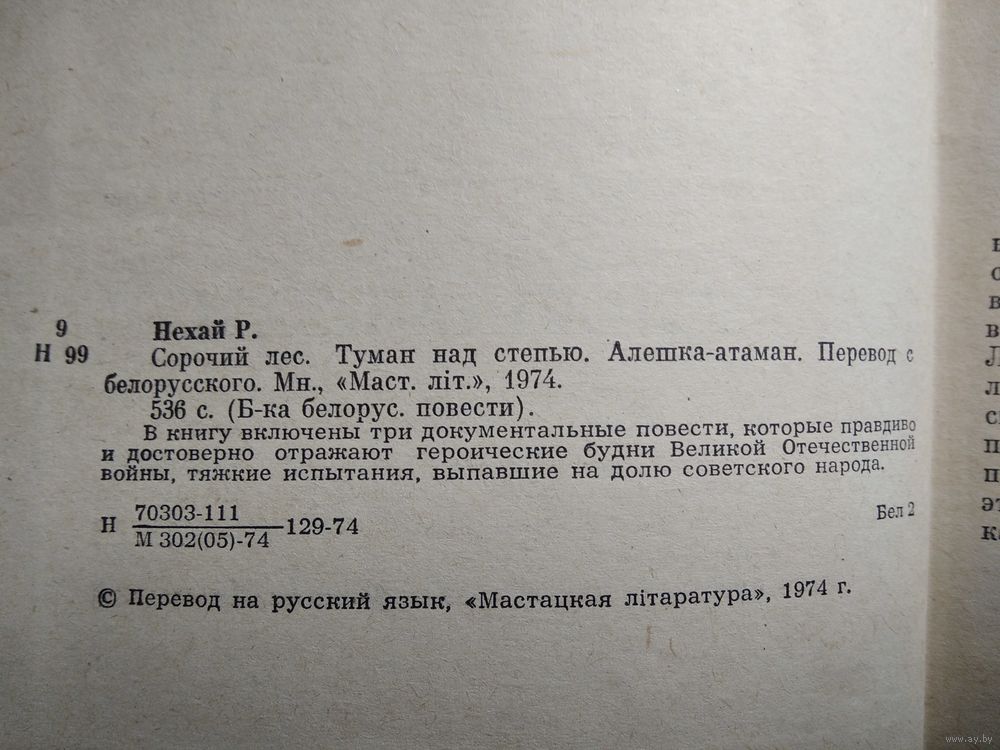 9
Н 99
Нехай Р.
Сорочий лес. Туман над степью. Алешка-атаман. Перевод с
белорусского. Мн., «Маст. літ.», 1974.
536 с. (Б-ка белорус. повести).
В книгу включены три документальные повести, которые правдиво
и достоверно отражают героические будни Великой Отечественной
войны, тяжкие испытания, выпавшие на долю советского народа.
Н 70303-111
М 302(05)-74
-129-74
Бел 2
© Перевод на русский язык, «Мастацкая літаратура», 1974 г.
www.ay.by